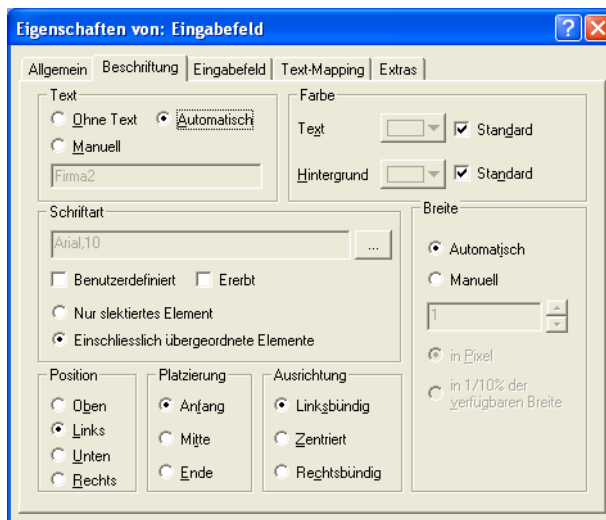 Eigenschaften von: Eingabefeld
Allgemein Beschriftung Eingabefeld Text-Mapping Extras
Text
Ohne Text Automatisch
Manuell
Firma2
Farbe
Text Standard
Hintergrund Standard
Schriftart
Arial,10 ...
Benutzerdefiniert Ererbt
Nur slektiertes Element
Einschliesslich übergeordnete Elemente
Breite
Automatisch
Manuell
1
in Pixel
in 1/10% der
verfügbaren Breite
Position
Oben
Links
Unten
Rechts
Platzierung
Anfang
Mitte
Ende
Ausrichtung
Linksbündig
Zentriert
Rechtsbündig